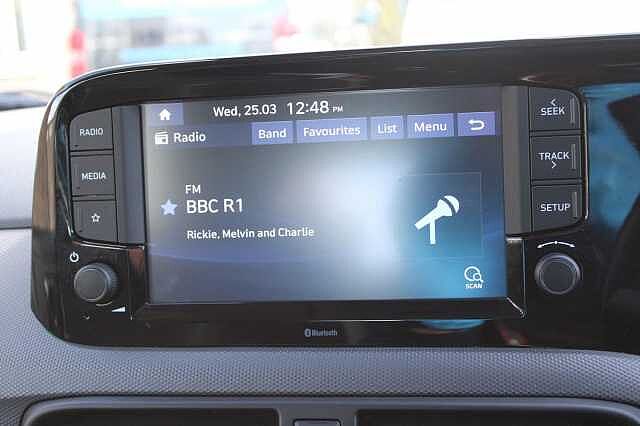 Wed, 25.03 12:48 PM
Radio Band Favourites List Menu
FM
BBC R1
Rickie, Melvin and Charlie
SCAN
RADIO
MEDIA
< SEEK
TRACK >
SETUP
Bluetooth